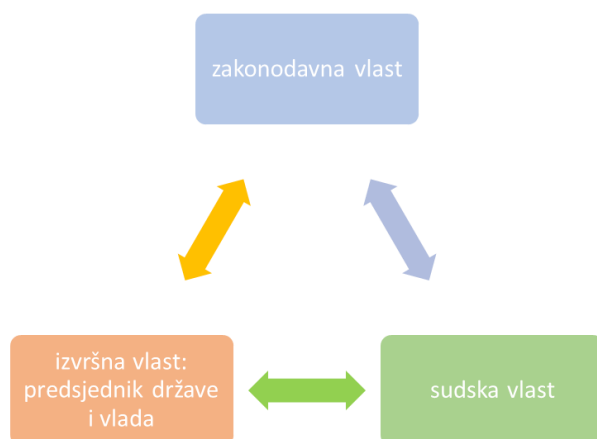 zakonodavna vlast
izvršna vlast:
predsjednik države
i vlada
sudska vlast